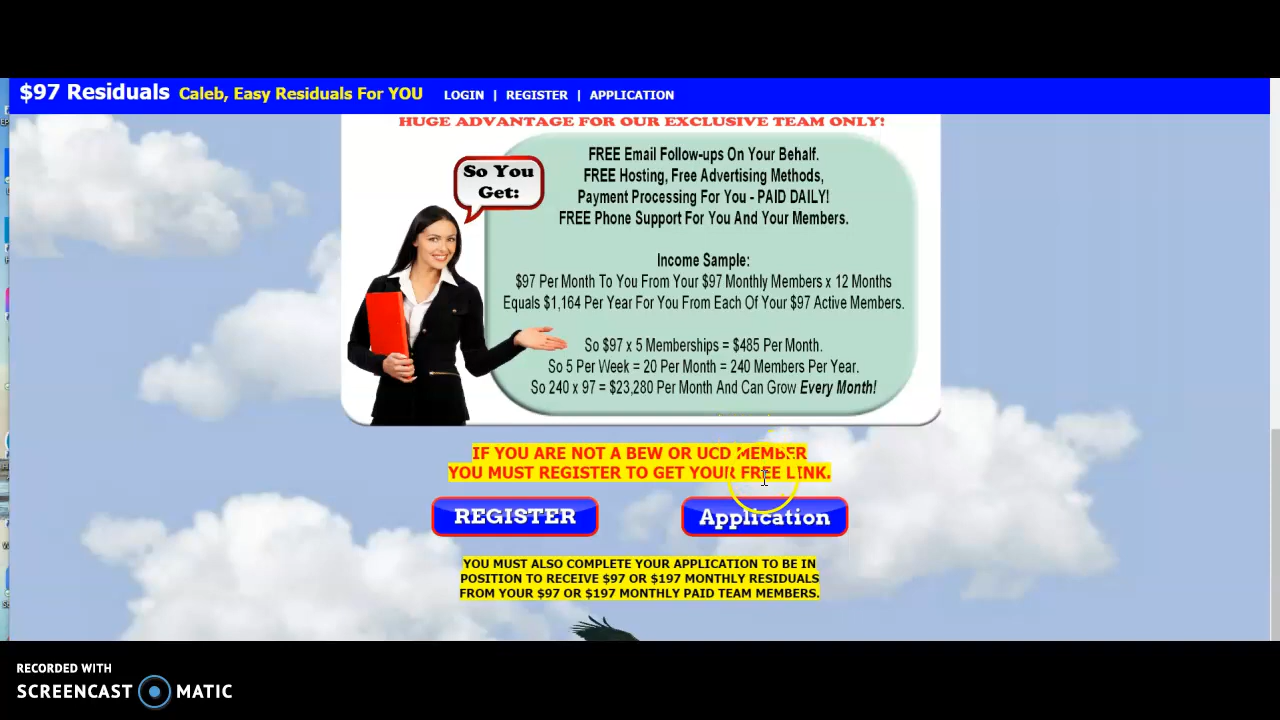 $97 Residuals Caleb, Easy Residuals For YOU LOGIN | REGISTER | APPLICATION
HUGE ADVANTAGE FOR OUR EXCLUSIVE TEAM ONLY!
So You
Get:
FREE Email Follow-ups On Your Behalf.
FREE Hosting, Free Advertising Methods,
Payment Processing For You - PAID DAILY!
FREE Phone Support For You And Your Members.
Income Sample:
$97 Per Month To You From Your $97 Monthly Members x 12 Months
Equals $1,164 Per Year For You From Each Of Your $97 Active Members.
So $97 x 5 Memberships = $485 Per Month.
So 5 Per Week = 20 Per Month = 240 Members Per Year.
So 240 x 97 = $23,280 Per Month And Can Grow Every Month!
IF YOU ARE NOT A BEW OR UCD MEMBER
YOU MUST REGISTER TO GET YOUR FREE LINK.
REGISTER
Application
YOU MUST ALSO COMPLETE YOUR APPLICATION TO BE IN
POSITION TO RECEIVE $97 OR $197 MONTHLY RESIDUALS
FROM YOUR $97 OR $197 MONTHLY PAID TEAM MEMBERS.
RECORDED WITH
SCREENCAST MATIC